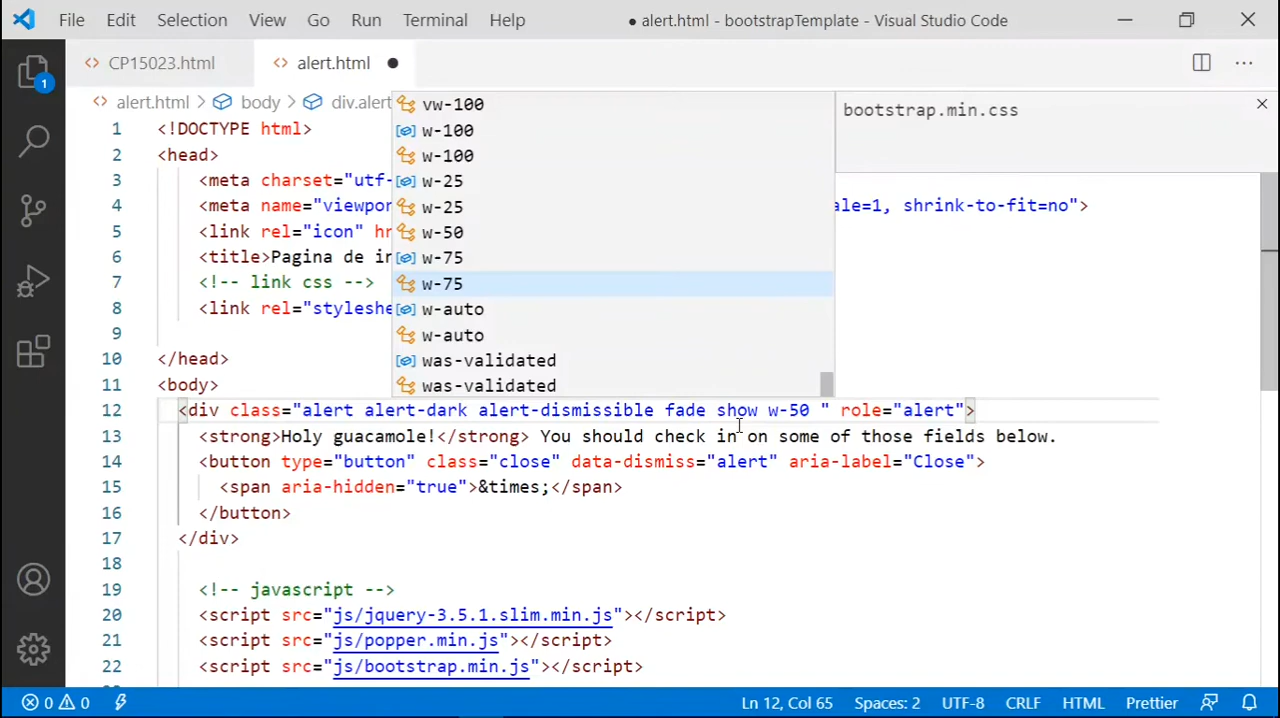 File Edit Selection View Go Run Terminal Help ● alert.html - bootstrapTemplate - Visual Studio Code
CP15023.html alert.html
alert.html > body > div.alert
vw-100
w-100
w-100
w-25
w-25
w-50
w-75
w-75
w-auto
w-auto
was-validated
was-validated
bootstrap.min.css
1 <!DOCTYPE html>
2 <head>
3 <meta charset="utf-
4 <meta name="viewpor ale=1, shrink-to-fit=no">
5 <link rel="icon" hr
6 <title>Pagina de in
7 <!-- link css -->
8 <link rel="styleshe
9
10 </head>
11 <body>
12 <div class="alert alert-dark alert-dismissible fade show w-50 " role="alert">
13 <strong>Holy guacamole!</strong> You should check in on some of those fields below.
14 <button type="button" class="close" data-dismiss="alert" aria-label="Close">
15 <span aria-hidden="true">&times;</span>
16 </button>
17 </div>
18
19 <!-- javascript -->
20 <script src="js/jquery-3.5.1.slim.min.js"></script>
21 <script src="js/popper.min.js"></script>
22 <script src="js/bootstrap.min.js"></script>
1
0 0 Ln 12, Col 65 Spaces: 2 UTF-8 CRLF HTML Prettier